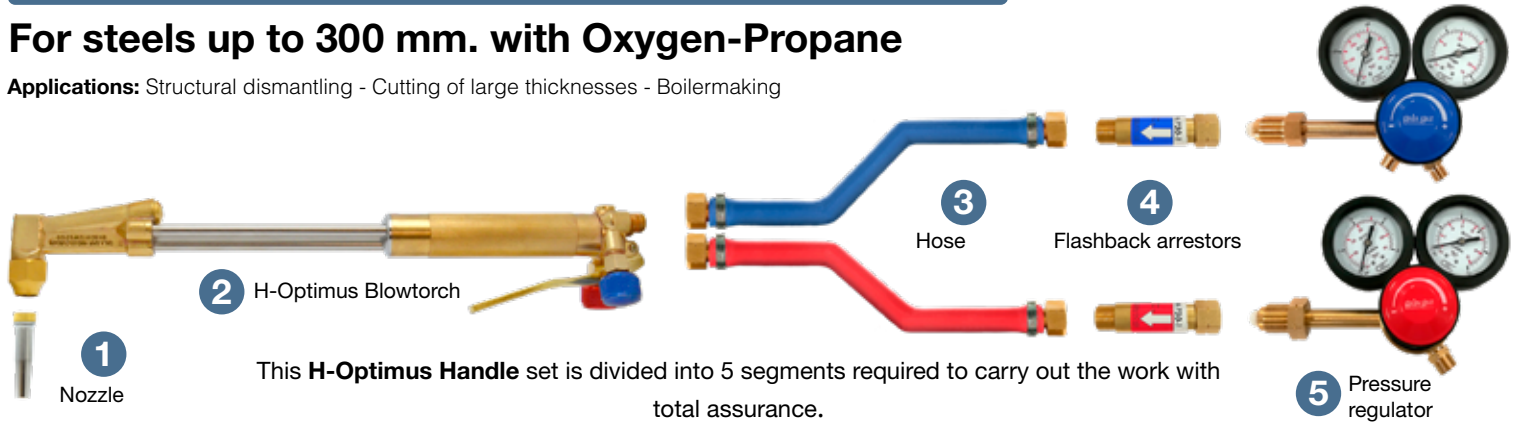 For steels up to 300 mm. with Oxygen-Propane
Applications: Structural dismantling - Cutting of large thicknesses - Boilermaking
3
Hose
4
Flashback arrestors
2 H-Optimus Blowtorch
1
Nozzle
This H-Optimus Handle set is divided into 5 segments required to carry out the work with
total assurance.
5 Pressure
regulator